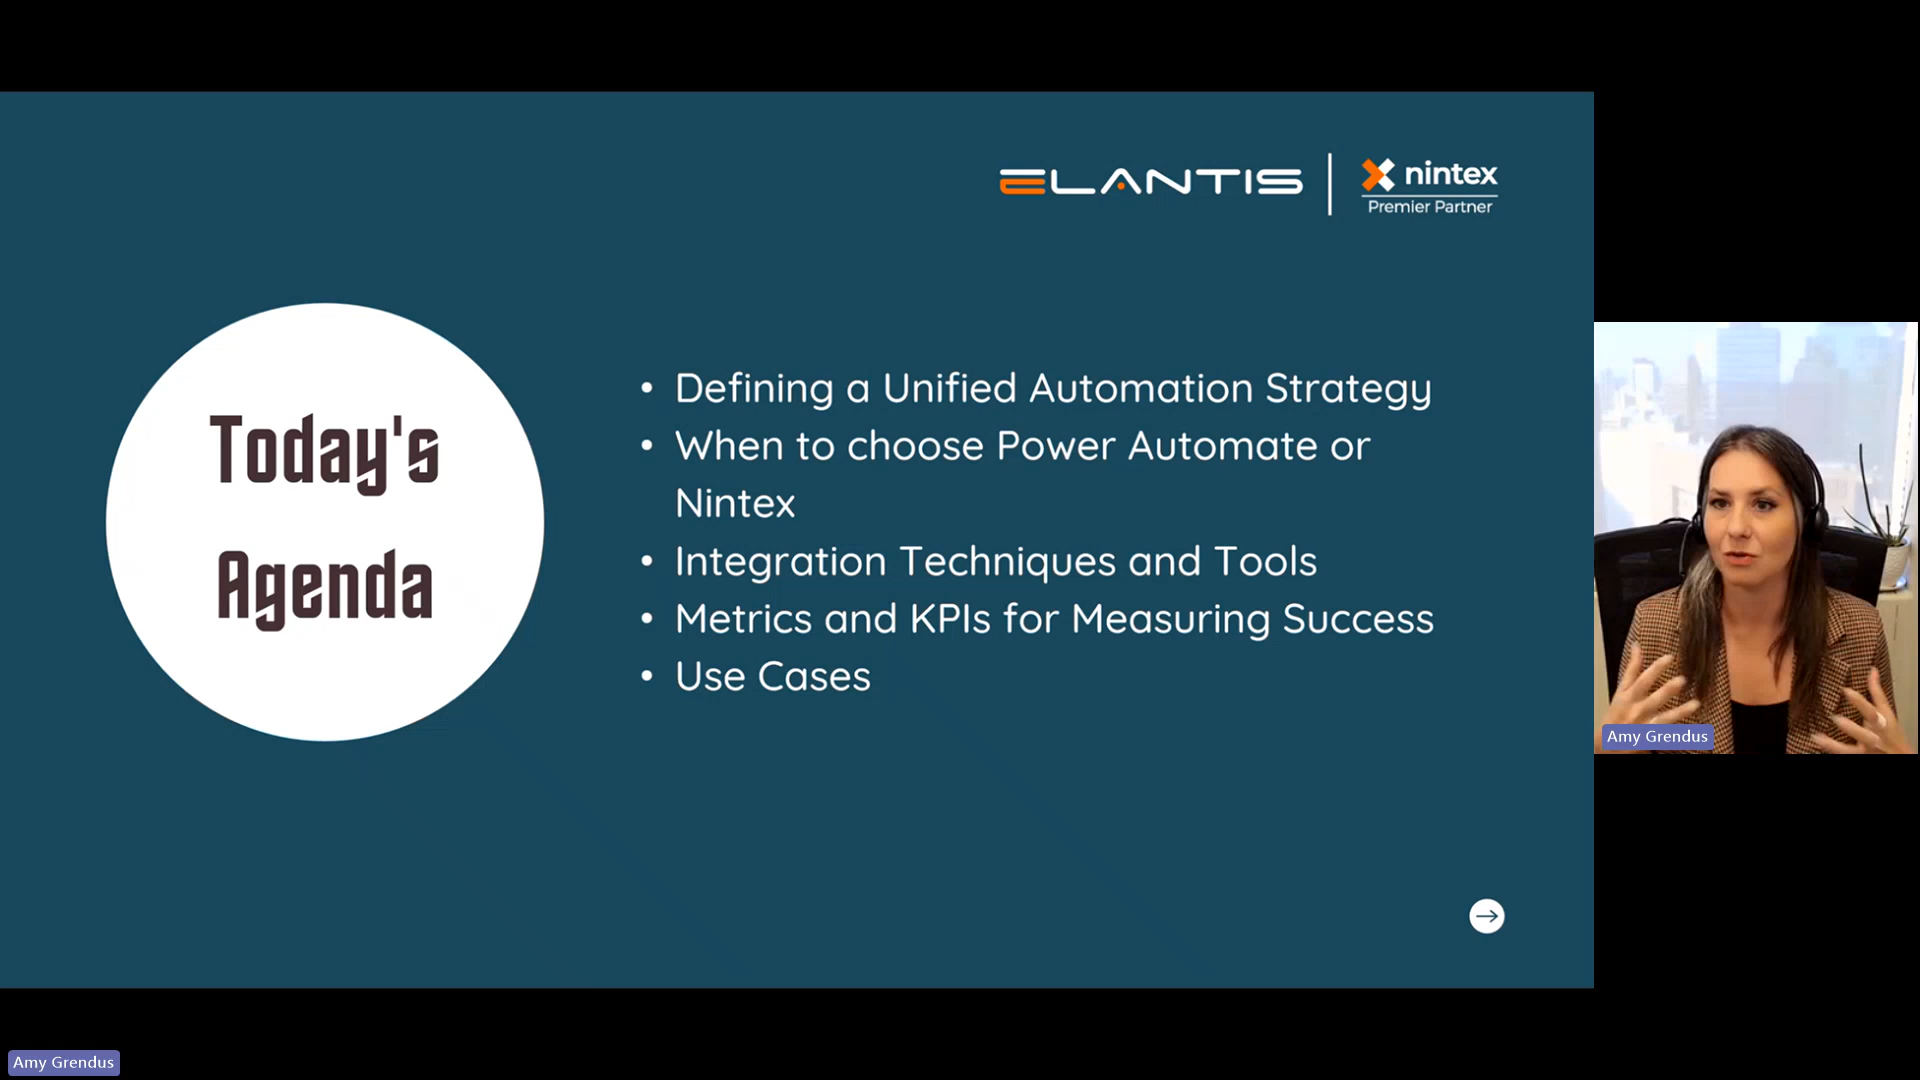 ELANTIS
nintex
Premier Partner
Today's
Agenda
• Defining a Unified Automation Strategy
• When to choose Power Automate or
Nintex
• Integration Techniques and Tools
• Metrics and KPIs for Measuring Success
• Use Cases
Amy Grendus
Amy Grendus